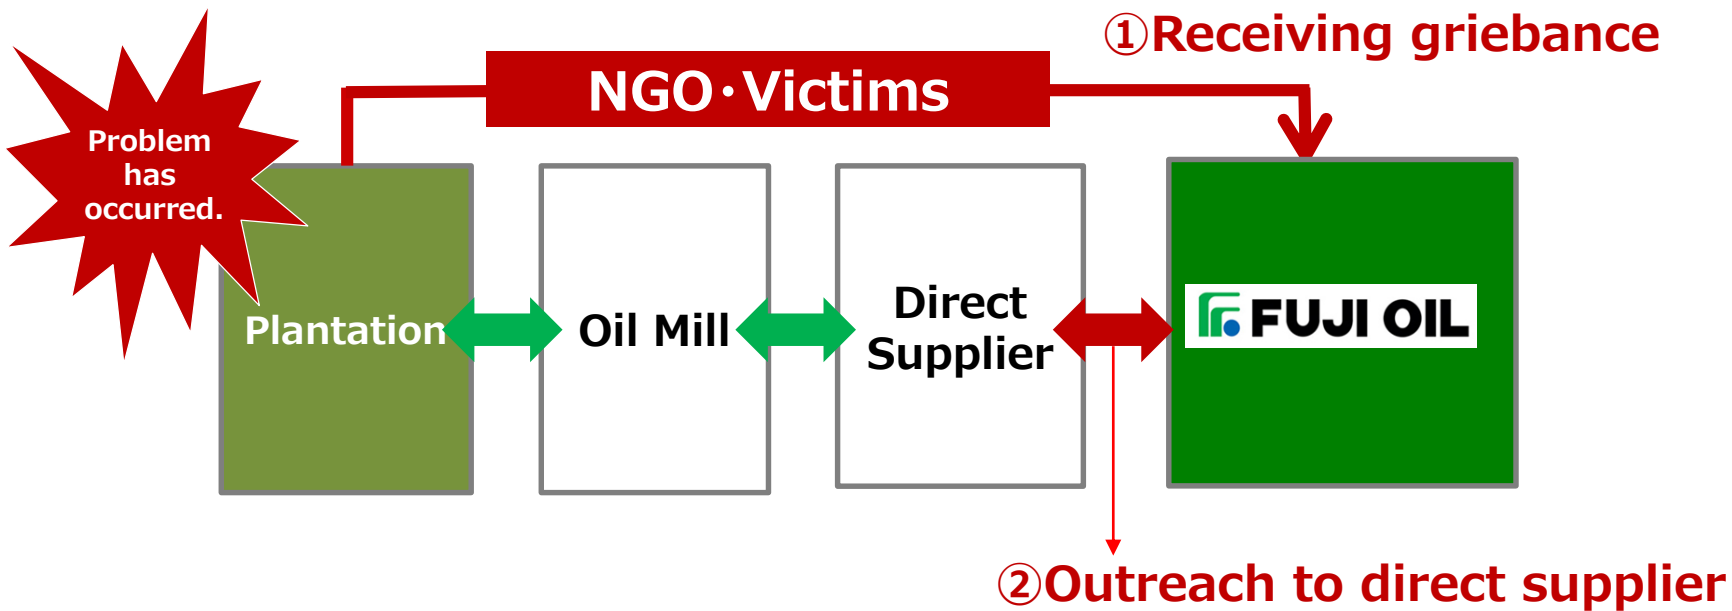 ①Receiving griebance
NGO・Victims
Problem
has
occurred.
Plantation
Oil Mill
Direct
Supplier
FUJI OIL
②Outreach to direct supplier